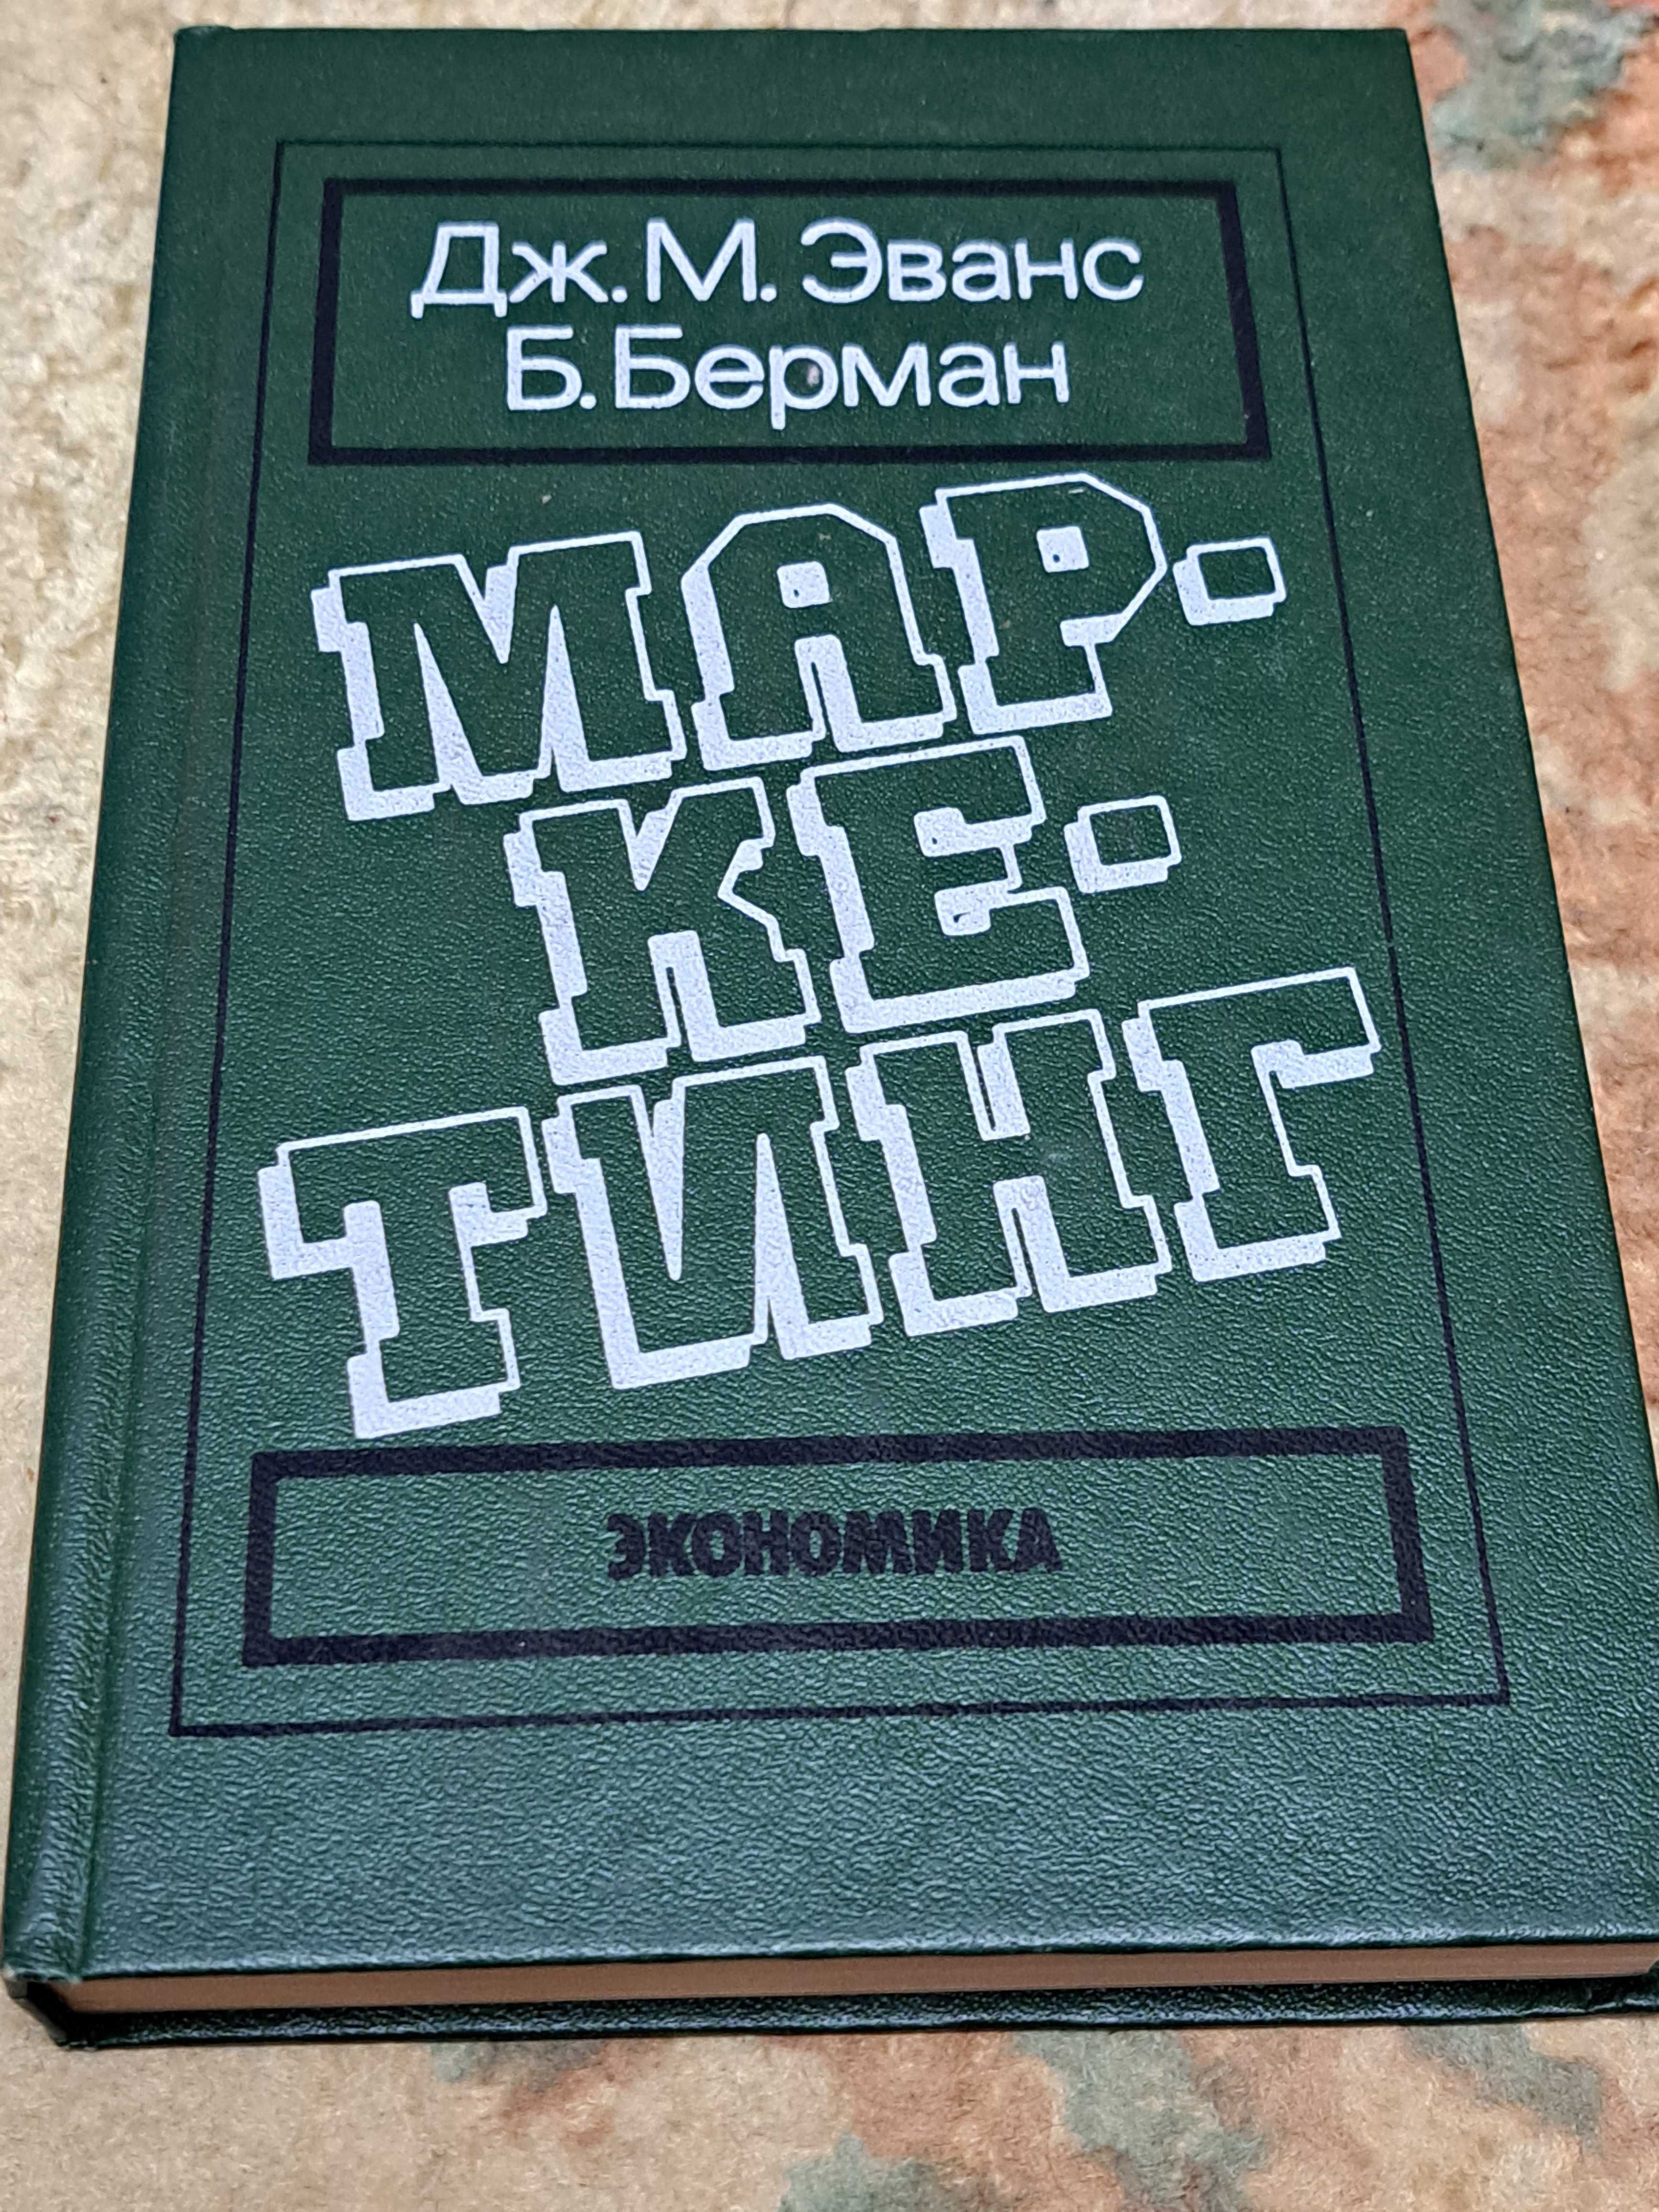 Дж. М. Эванс
Б. Берман
МАР-
КЕ-
ТИНГ
ЭКОНОМИКА